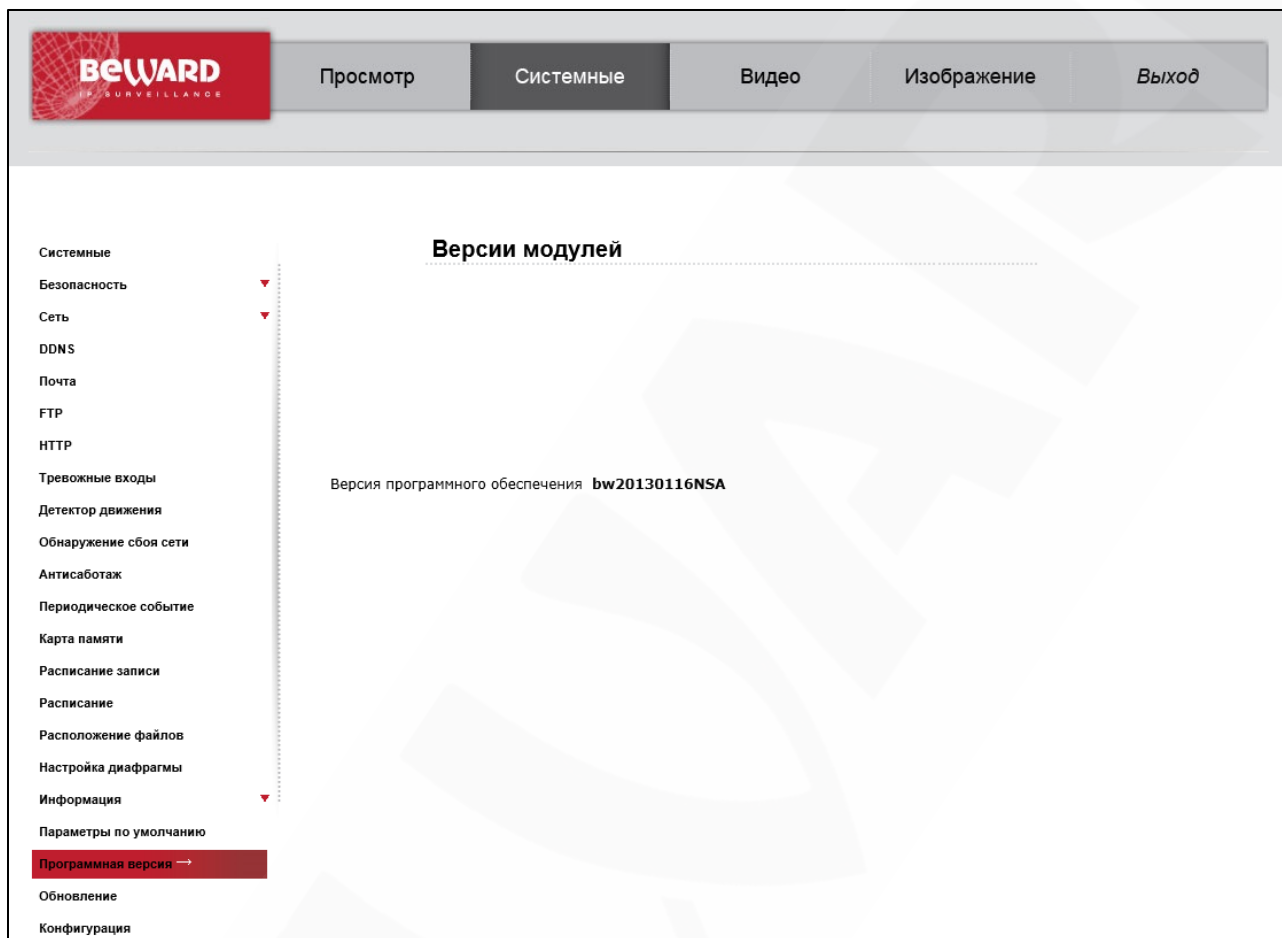 BEWARD
IP SURVEILLANCE
Просмотр
Системные
Видео
Изображение
Выход
Версии модулей
Системные
Безопасность
Сеть
DDNS
Почта
FTP
HTTP
Тревожные входы
Детектор движения
Обнаружение сбоя сети
Антисаботаж
Периодическое событие
Карта памяти
Расписание записи
Расписание
Расположение файлов
Настройка диафрагмы
Информация
Параметры по умолчанию
Программная версия →
Обновление
Конфигурация
Версия программного обеспечения bw20130116NSA